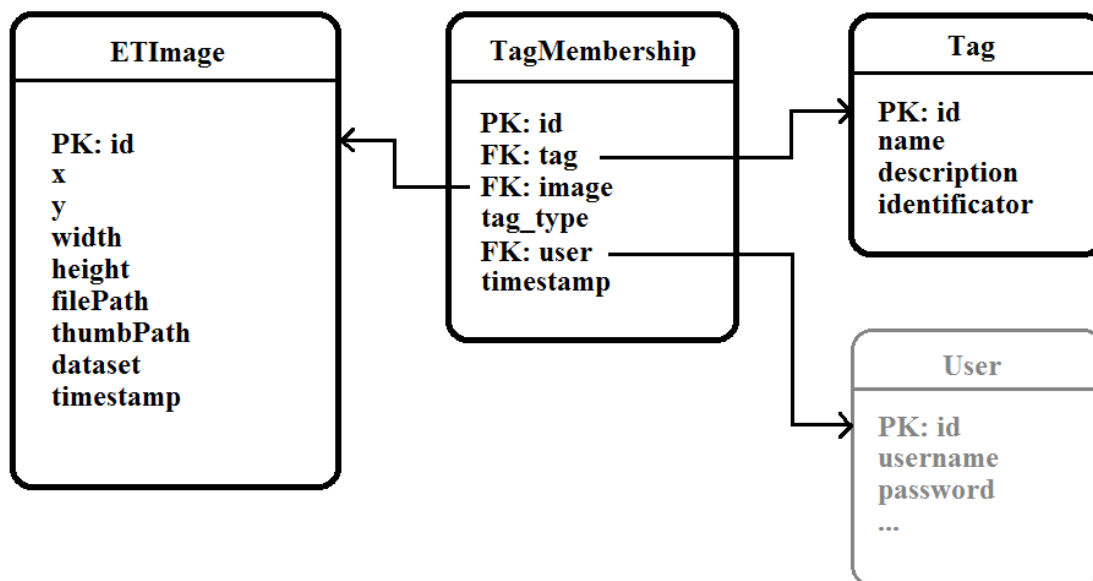 ETImage
PK: id
x
y
width
height
filePath
thumbPath
dataset
timestamp
TagMembership
PK: id
FK: tag
FK: image
tag_type
FK: user
timestamp
Tag
PK: id
name
description
identificator
User
PK: id
username
password
...